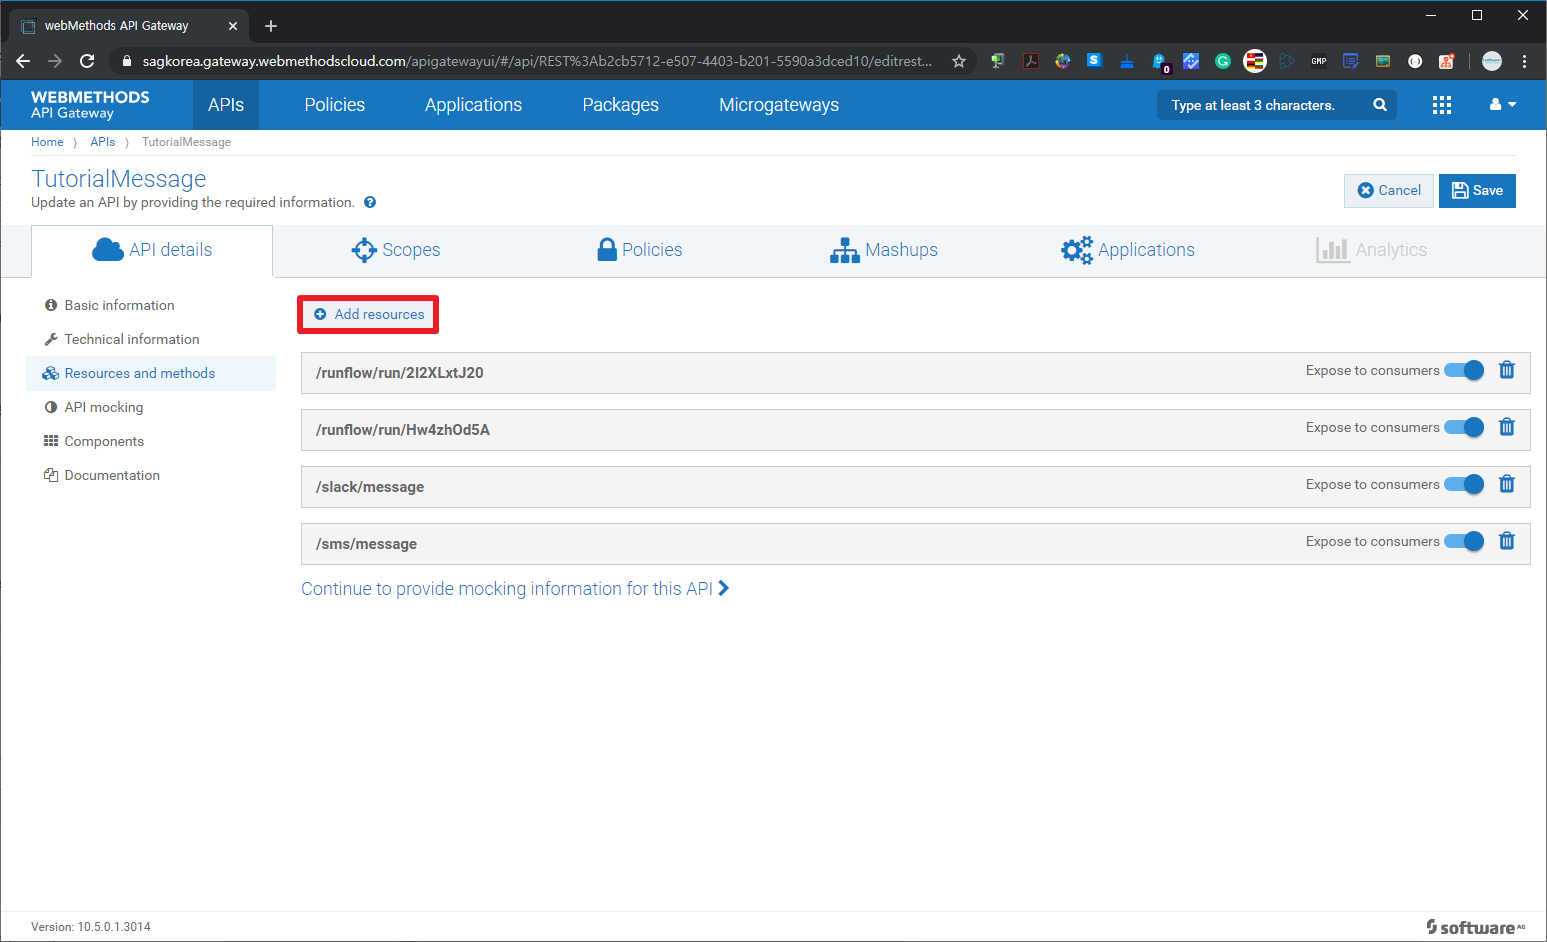 webMethods API Gateway
sagkorea.gateway.webmethodscloud.com/apigatewayui/#/api/REST%3Ab2cb5712-e507-4403-b201-5590a3dced10/editrest...
0
GMP
WEBMETHODS
API Gateway
APIs
Policies
Applications
Packages
Microgateways
Type at least 3 characters.
Home
APIs
TutorialMessage
TutorialMessage
Update an API by providing the required information.
Cancel
Save
API details
Scopes
Policies
Mashups
Applications
Analytics
Basic information
Technical information
Resources and methods
API mocking
Components
Documentation
Add resources
/runflow/run/2I2XLxtJ20
Expose to consumers
/runflow/run/Hw4zhOd5A
Expose to consumers
/slack/message
Expose to consumers
/sms/message
Expose to consumers
Continue to provide mocking information for this API
Version: 10.5.0.1.3014
software AG